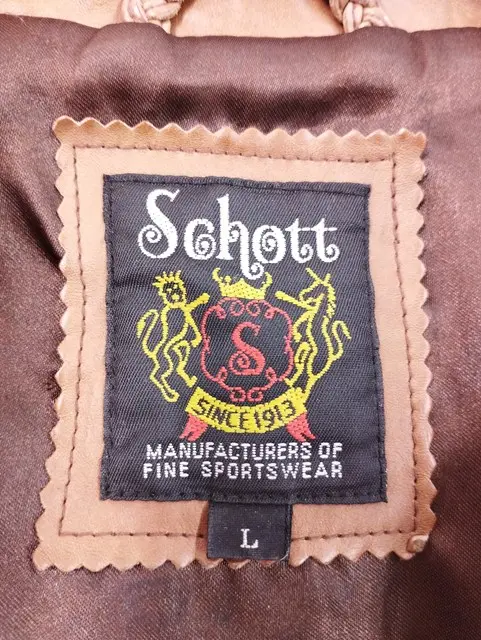 Schott
S
SINCE 1913
MANUFACTURERS OF
FINE SPORTSWEAR
L